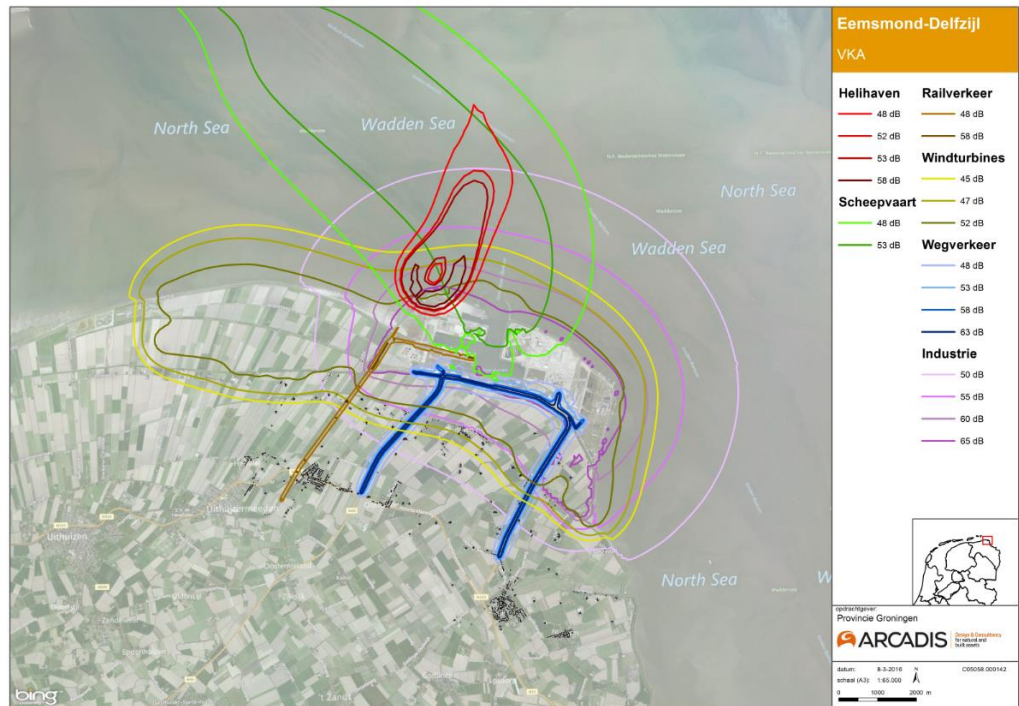 Eemsmond-Delfzijl
VKA
Helihaven
48 dB
52 dB
53 dB
58 dB
Scheepvaart
48 dB
53 dB
Railverkeer
48 dB
58 dB
Windturbines
45 dB
47 dB
52 dB
Wegverkeer
48 dB
53 dB
58 dB
63 dB
Industrie
50 dB
55 dB
60 dB
65 dB
North Sea
Wadden Sea
North Sea
Wadden Sea
North Sea
W
Uithuizen
Uithuistermeeden
Oosternieland
't Zandt
bing
opdrachtgever:
Provincie Groningen
ARCADIS
Design & Consultancy
for natural and
built assets
datum: 8-3-2016 N C05058.000142
schaal (A3): 1:65.000
0 1000 2000 m